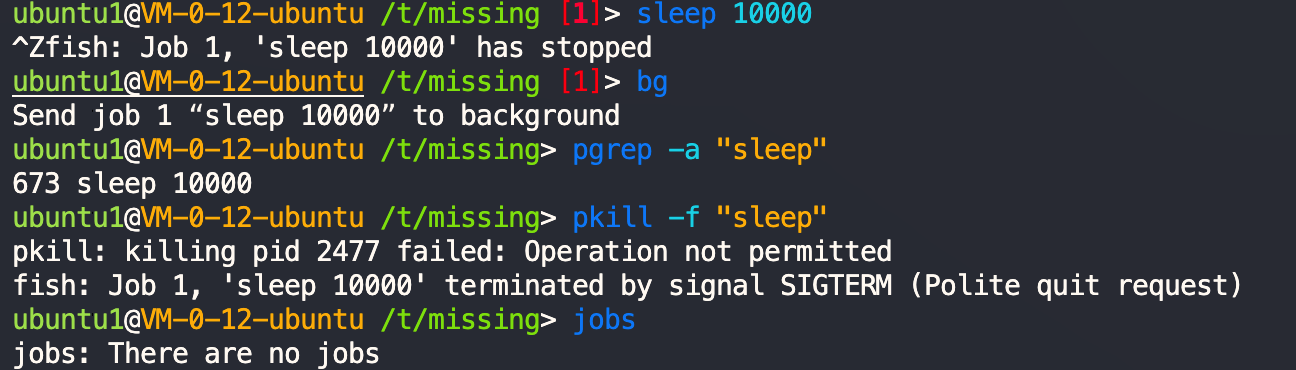 ubuntu1@VM-0-12-ubuntu /t/missing [1]> sleep 10000
^Zfish: Job 1, 'sleep 10000' has stopped
ubuntu1@VM-0-12-ubuntu /t/missing [1]> bg
Send job 1 “sleep 10000” to background
ubuntu1@VM-0-12-ubuntu /t/missing> pgrep -a "sleep"
673 sleep 10000
ubuntu1@VM-0-12-ubuntu /t/missing> pkill -f "sleep"
pkill: killing pid 2477 failed: Operation not permitted
fish: Job 1, 'sleep 10000' terminated by signal SIGTERM (Polite quit request)
ubuntu1@VM-0-12-ubuntu /t/missing> jobs
jobs: There are no jobs